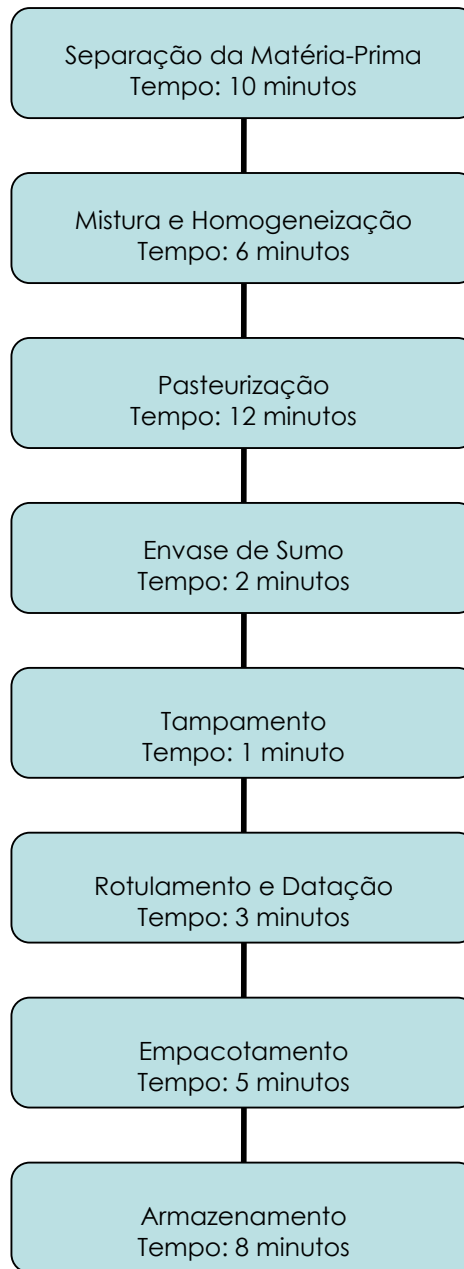 Separação da Matéria-Prima
Tempo: 10 minutos
Mistura e Homogeneização
Tempo: 6 minutos
Pasteurização
Tempo: 12 minutos
Envase de Sumo
Tempo: 2 minutos
Tampamento
Tempo: 1 minuto
Rotulamento e Datação
Tempo: 3 minutos
Empacotamento
Tempo: 5 minutos
Armazenamento
Tempo: 8 minutos